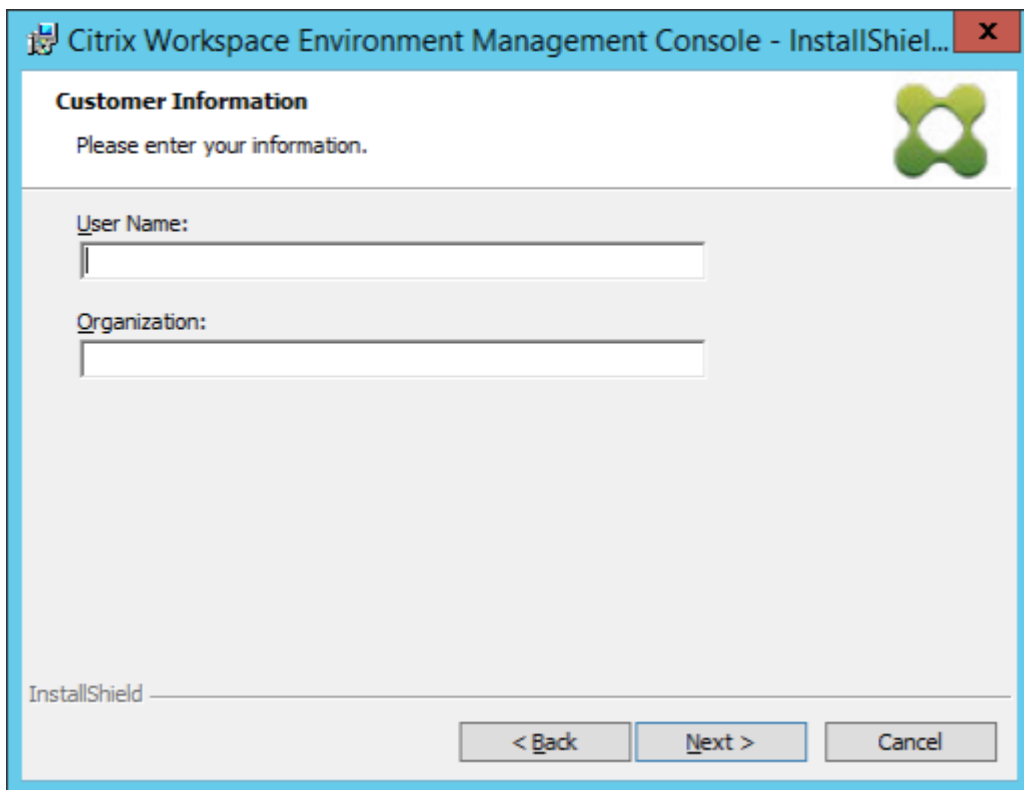 Citrix Workspace Environment Management Console - InstallShiel...
Customer Information
Please enter your information.
User Name:
Organization:
InstallShield
< Back
Next >
Cancel